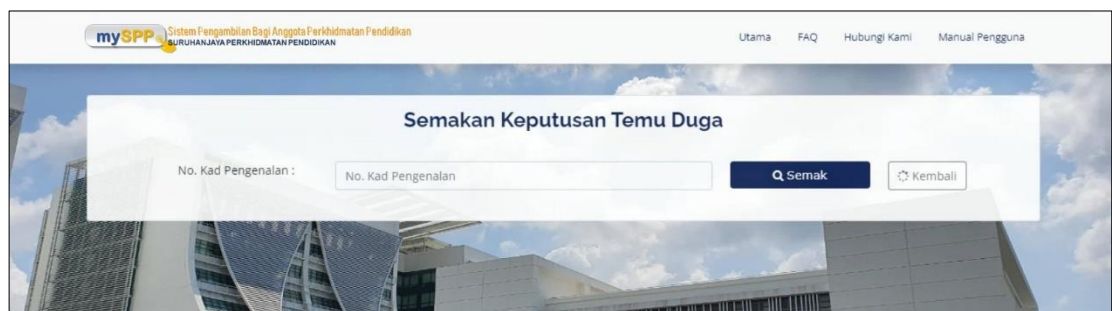 mySPP Sistem Pengambilan Bagi Anggota Perkhidmatan Pendidikan
SURUHANJAYA PERKHIDMATAN PENDIDIKAN
Utama FAQ Hubungi Kami Manual Pengguna
Semakan Keputusan Temu Duga
No. Kad Pengenalan : No. Kad Pengenalan Semak Kembali